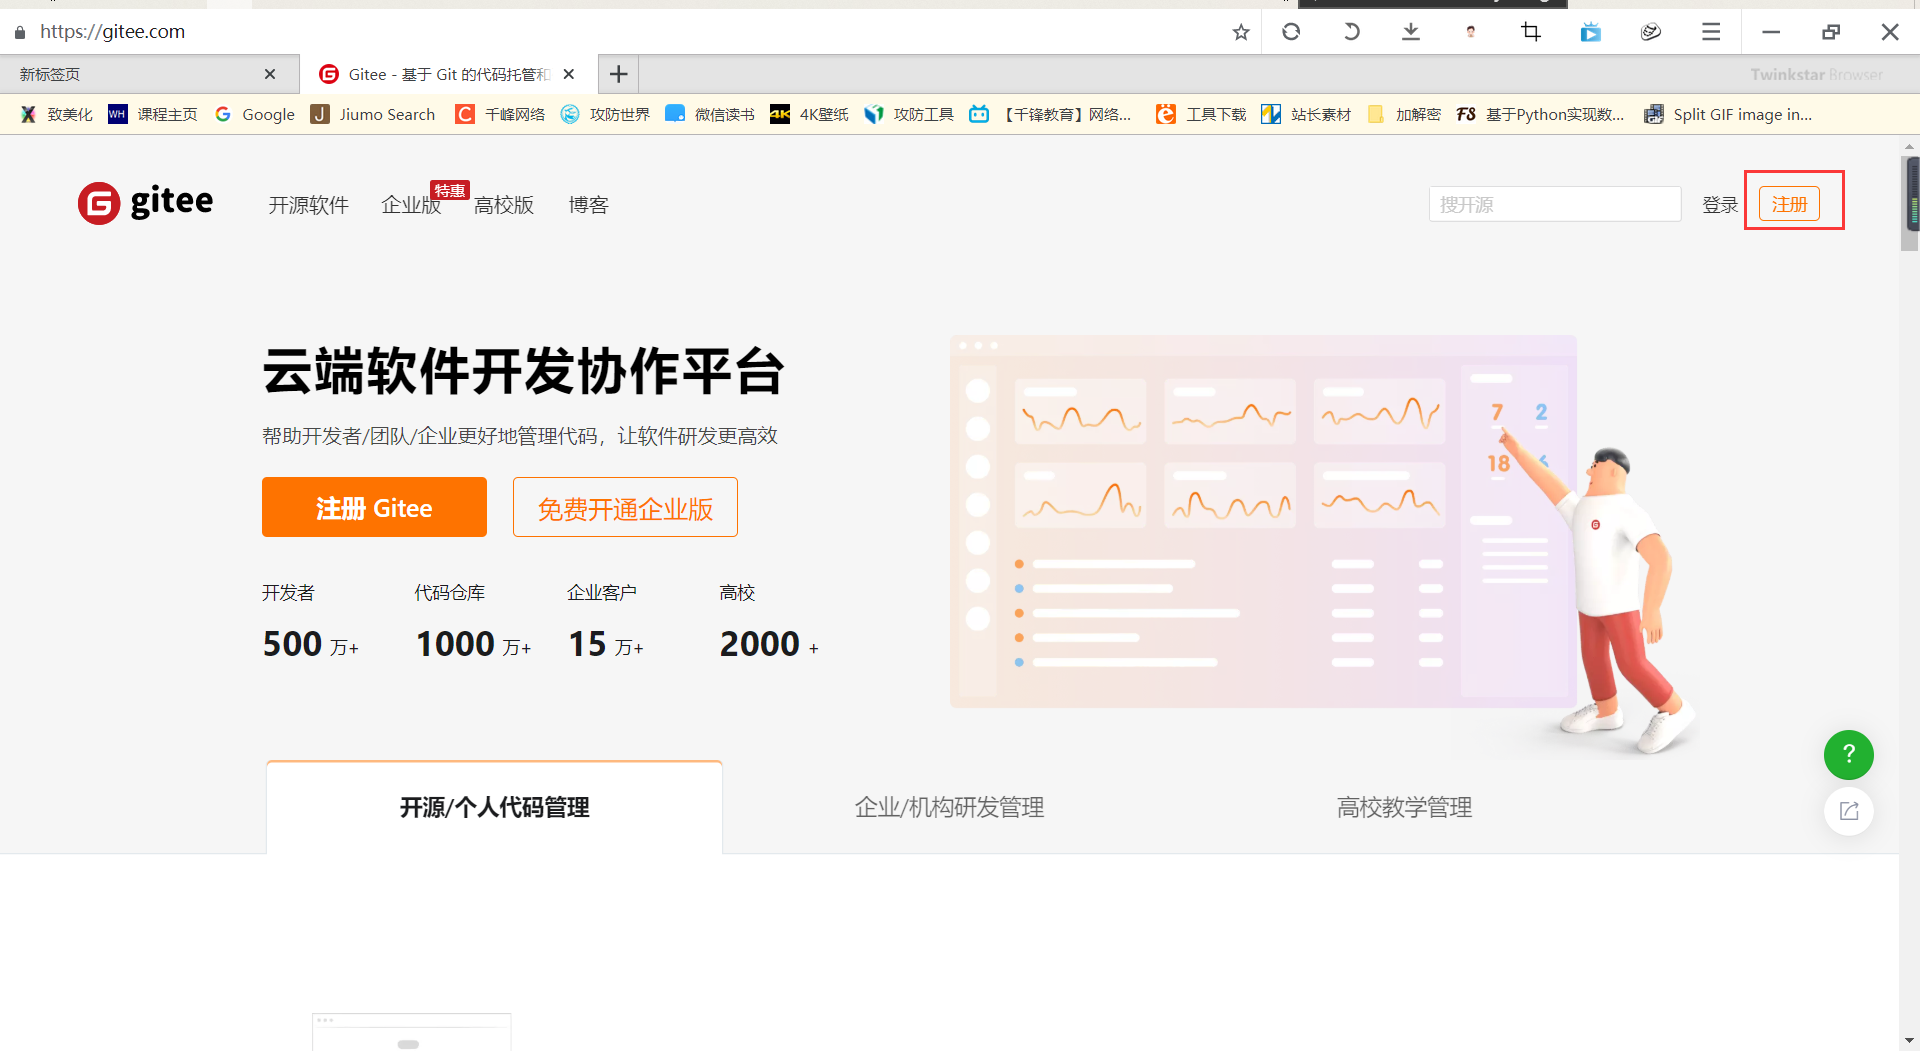 https://gitee.com
新标签页
Gitee - 基于 Git 的代码托管和
Twinkstar Browser
致美化
WH 课程主页
Google
J Jiumo Search
C 千峰网络
攻防世界
微信读书
4K 4K壁纸
攻防工具
【千锋教育】网络...
工具下载
站长素材
加解密
FS 基于Python实现数...
Split GIF image in...
gitee
开源软件
企业版
特惠
高校版
博客
搜开源
登录
注册
云端软件开发协作平台
帮助开发者/团队/企业更好地管理代码，让软件研发更高效
注册 Gitee
免费开通企业版
开发者
代码仓库
企业客户
高校
500 万+
1000 万+
15 万+
2000 +
7 2
18 6
开源/个人代码管理
企业/机构研发管理
高校教学管理
?